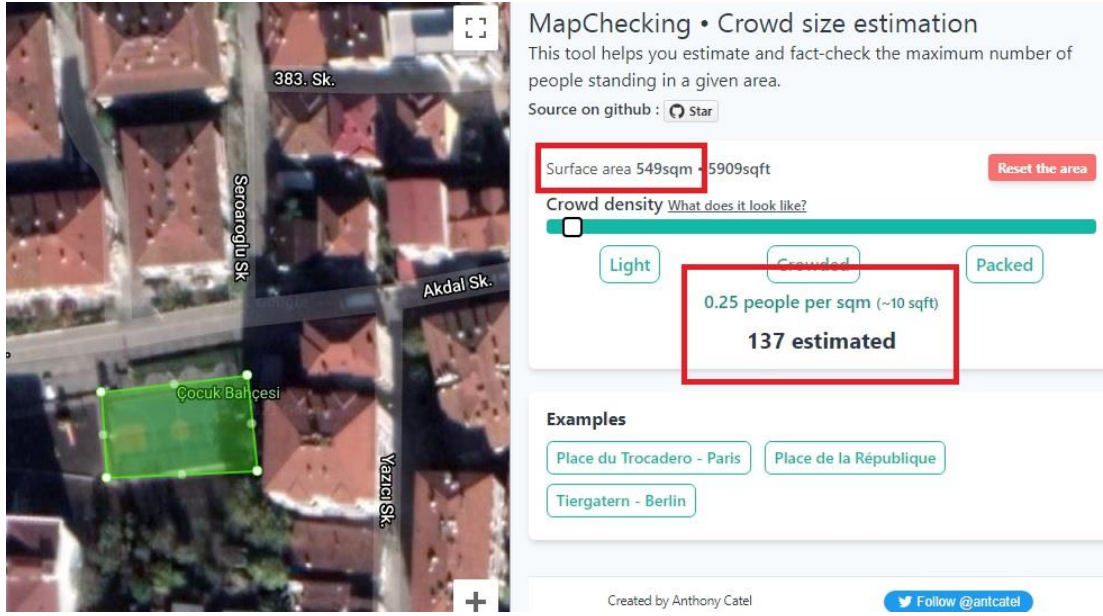 383. Sk.
Seroaroglu Sk
Akdal Sk.
Çocuk Bahçesi
Yazıcı Sk.
MapChecking • Crowd size estimation
This tool helps you estimate and fact-check the maximum number of
people standing in a given area.
Source on github : Star
Surface area 549sqm • 5909sqft
Reset the area
Crowd density What does it look like?
Light
Crowded
Packed
0.25 people per sqm (~10 sqft)
137 estimated
Examples
Place du Trocadero - Paris
Place de la République
Tiergatern - Berlin
Created by Anthony Catel
Follow @antcatel